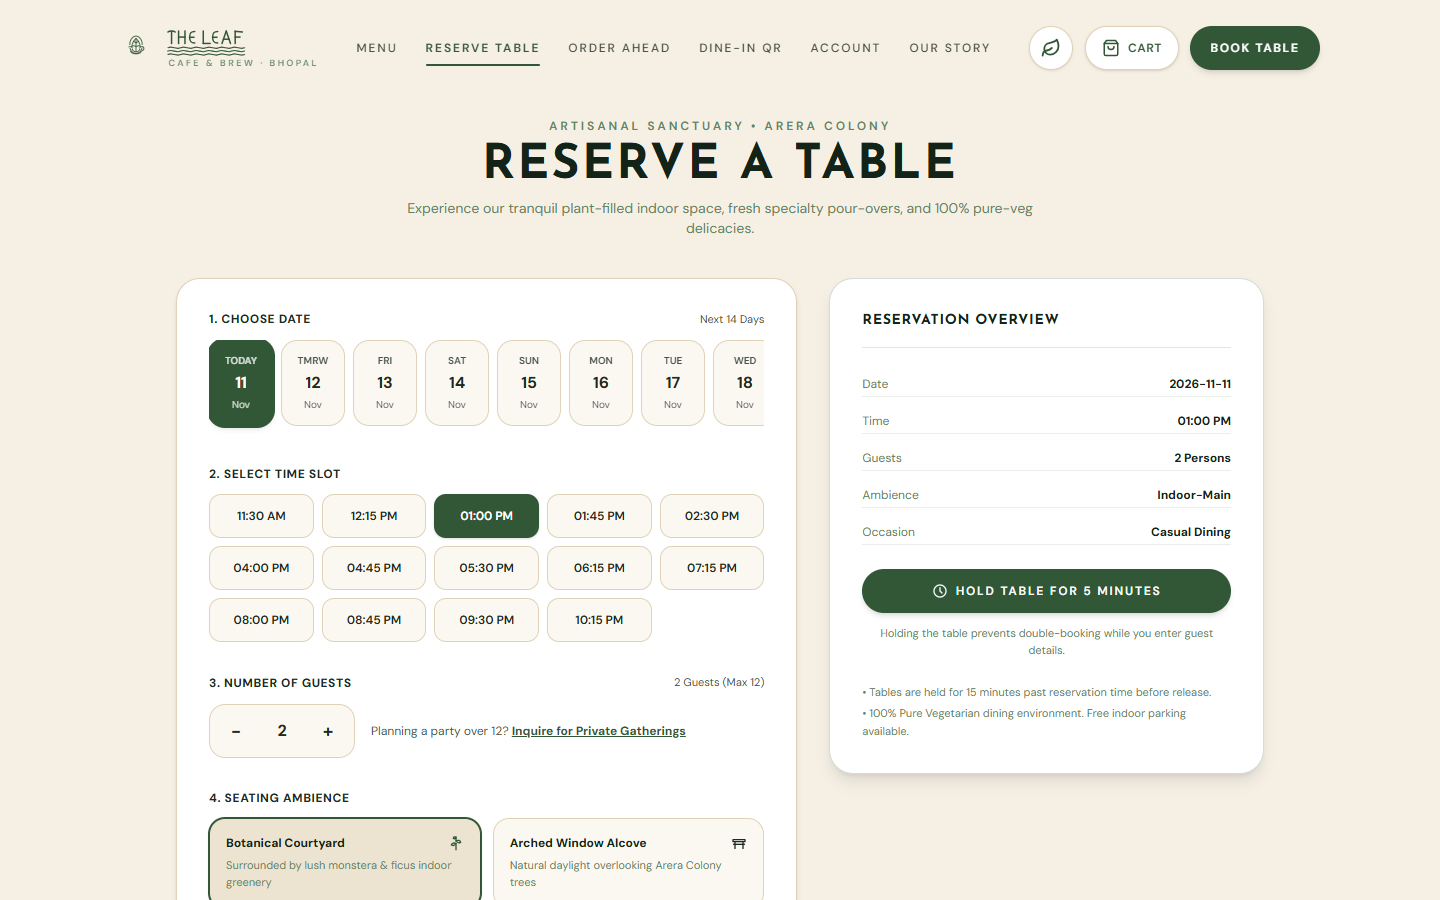 THE LEAF
CAFE & BREW · BHOPAL
MENU
RESERVE TABLE
ORDER AHEAD
DINE-IN QR
ACCOUNT
OUR STORY
CART
BOOK TABLE
ARTISANAL SANCTUARY • ARERA COLONY
RESERVE A TABLE
Experience our tranquil plant-filled indoor space, fresh specialty pour-overs, and 100% pure-veg
delicacies.
1. CHOOSE DATE
Next 14 Days
TODAY
11
Nov
TMRW
12
Nov
FRI
13
Nov
SAT
14
Nov
SUN
15
Nov
MON
16
Nov
TUE
17
Nov
WED
18
Nov
2. SELECT TIME SLOT
11:30 AM
12:15 PM
01:00 PM
01:45 PM
02:30 PM
04:00 PM
04:45 PM
05:30 PM
06:15 PM
07:15 PM
08:00 PM
08:45 PM
09:30 PM
10:15 PM
3. NUMBER OF GUESTS
2 Guests (Max 12)
- 2 +
Planning a party over 12? Inquire for Private Gatherings
4. SEATING AMBIENCE
Botanical Courtyard
Surrounded by lush monstera & ficus indoor
greenery
Arched Window Alcove
Natural daylight overlooking Arera Colony
trees
RESERVATION OVERVIEW
Date 2026-11-11
Time 01:00 PM
Guests 2 Persons
Ambience Indoor-Main
Occasion Casual Dining
HOLD TABLE FOR 5 MINUTES
Holding the table prevents double-booking while you enter guest
details.
• Tables are held for 15 minutes past reservation time before release.
• 100% Pure Vegetarian dining environment. Free indoor parking
available.